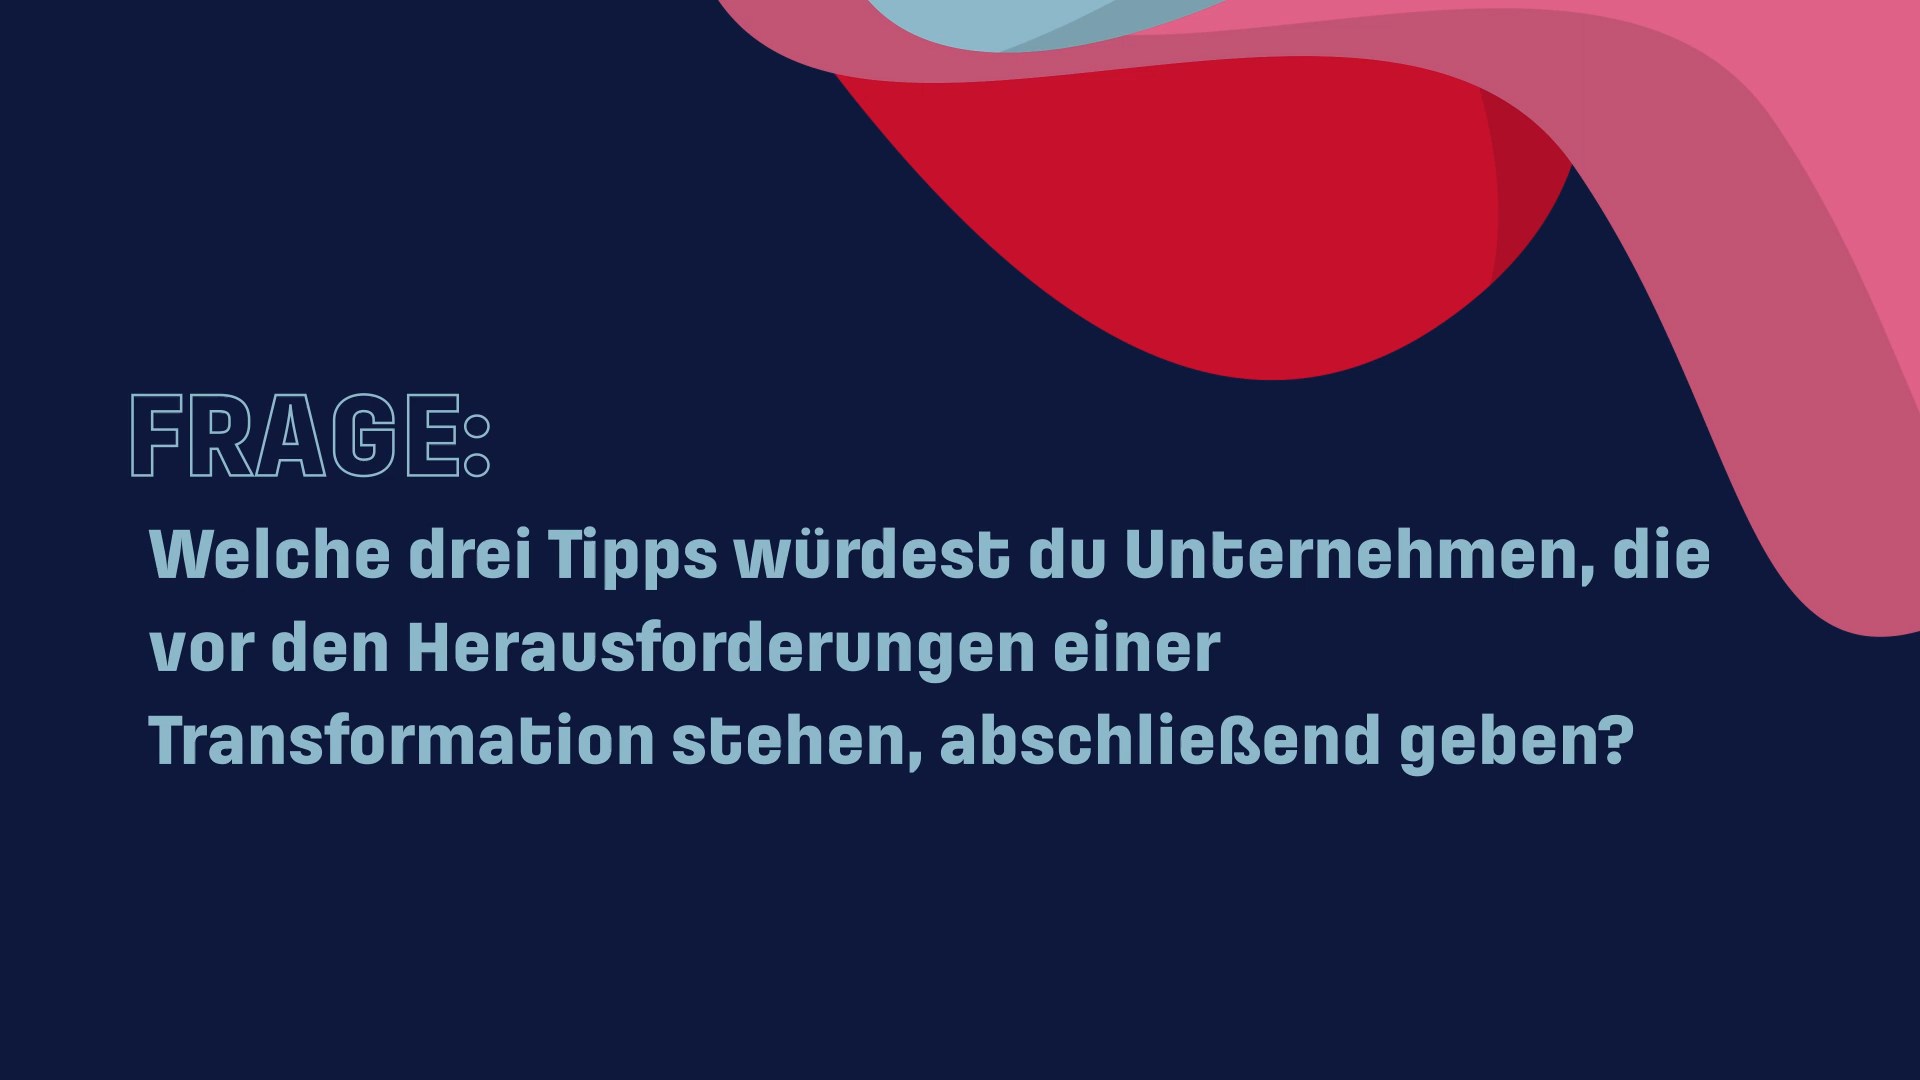 FRAGE:
Welche drei Tipps würdest du Unternehmen, die
vor den Herausforderungen einer
Transformation stehen, abschließend geben?